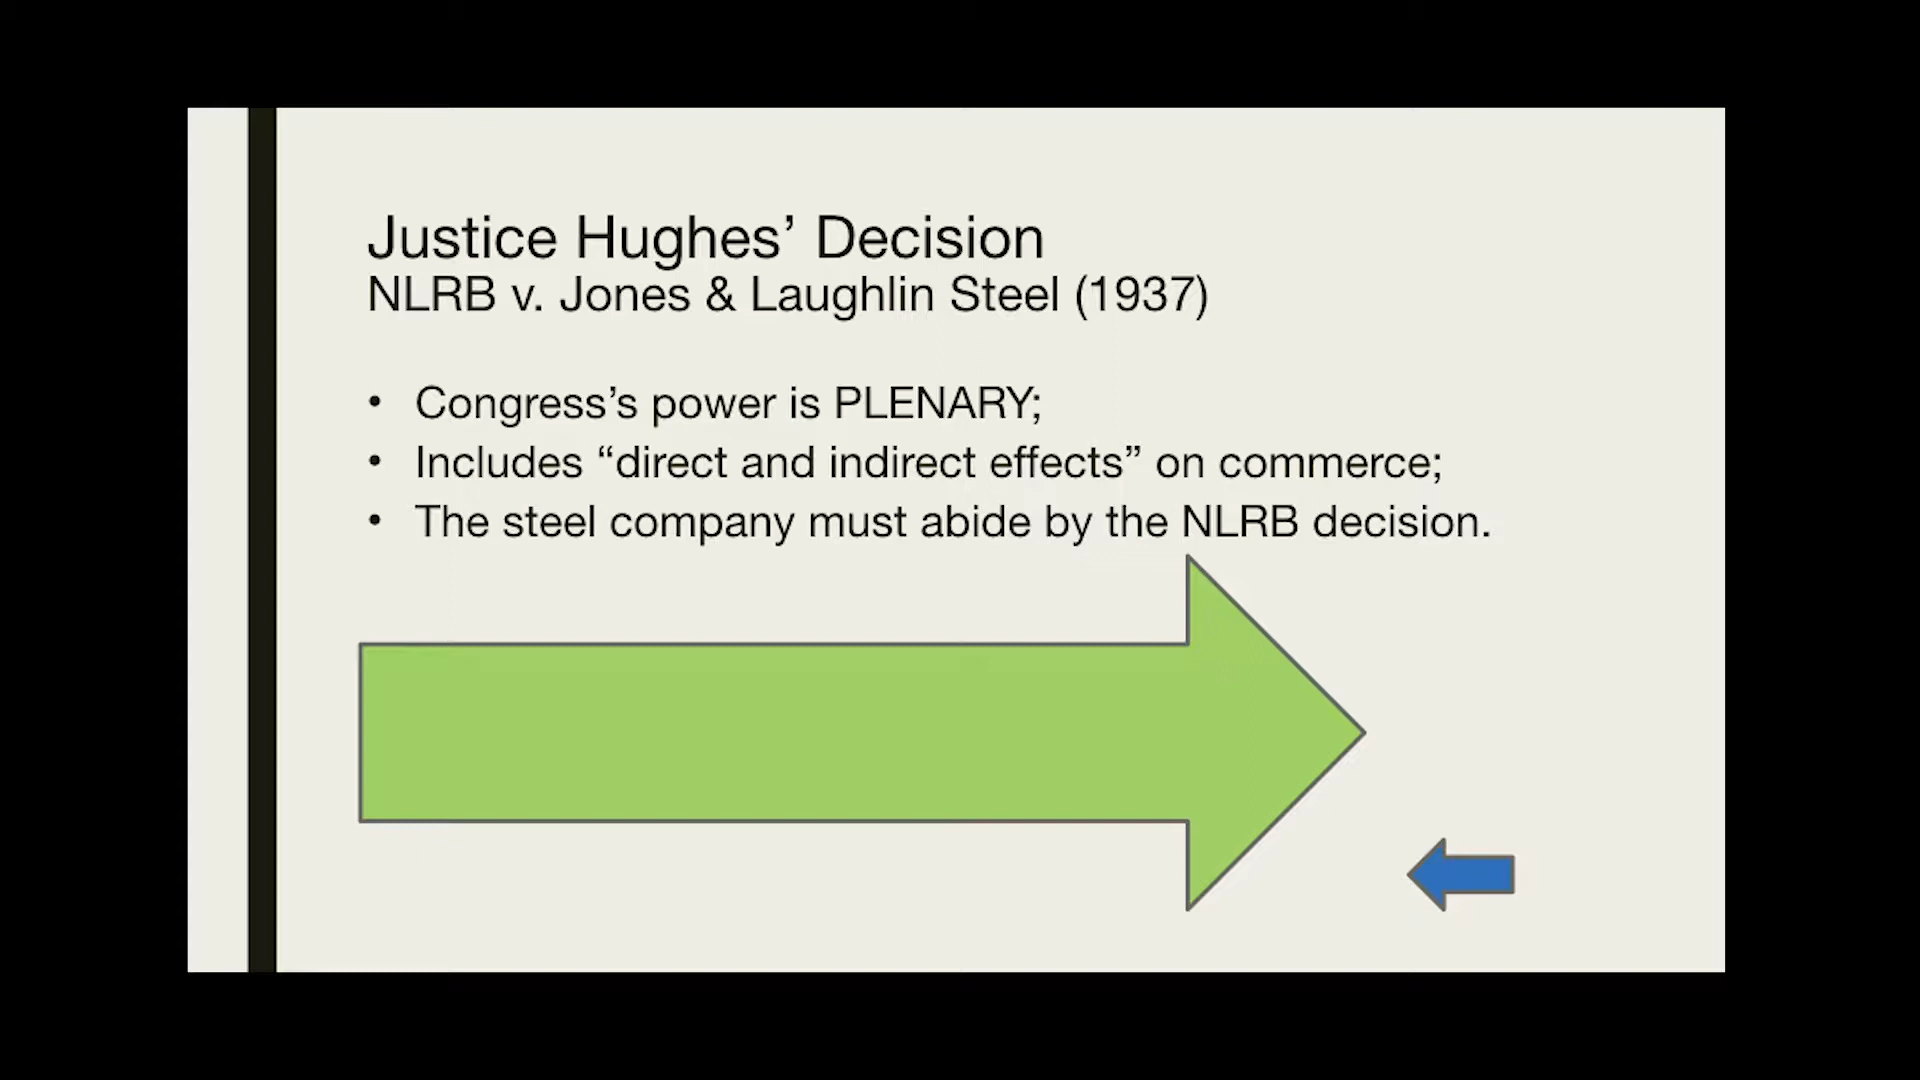 Justice Hughes’ Decision
NLRB v. Jones & Laughlin Steel (1937)
• Congress’s power is PLENARY;
• Includes “direct and indirect effects” on commerce;
• The steel company must abide by the NLRB decision.